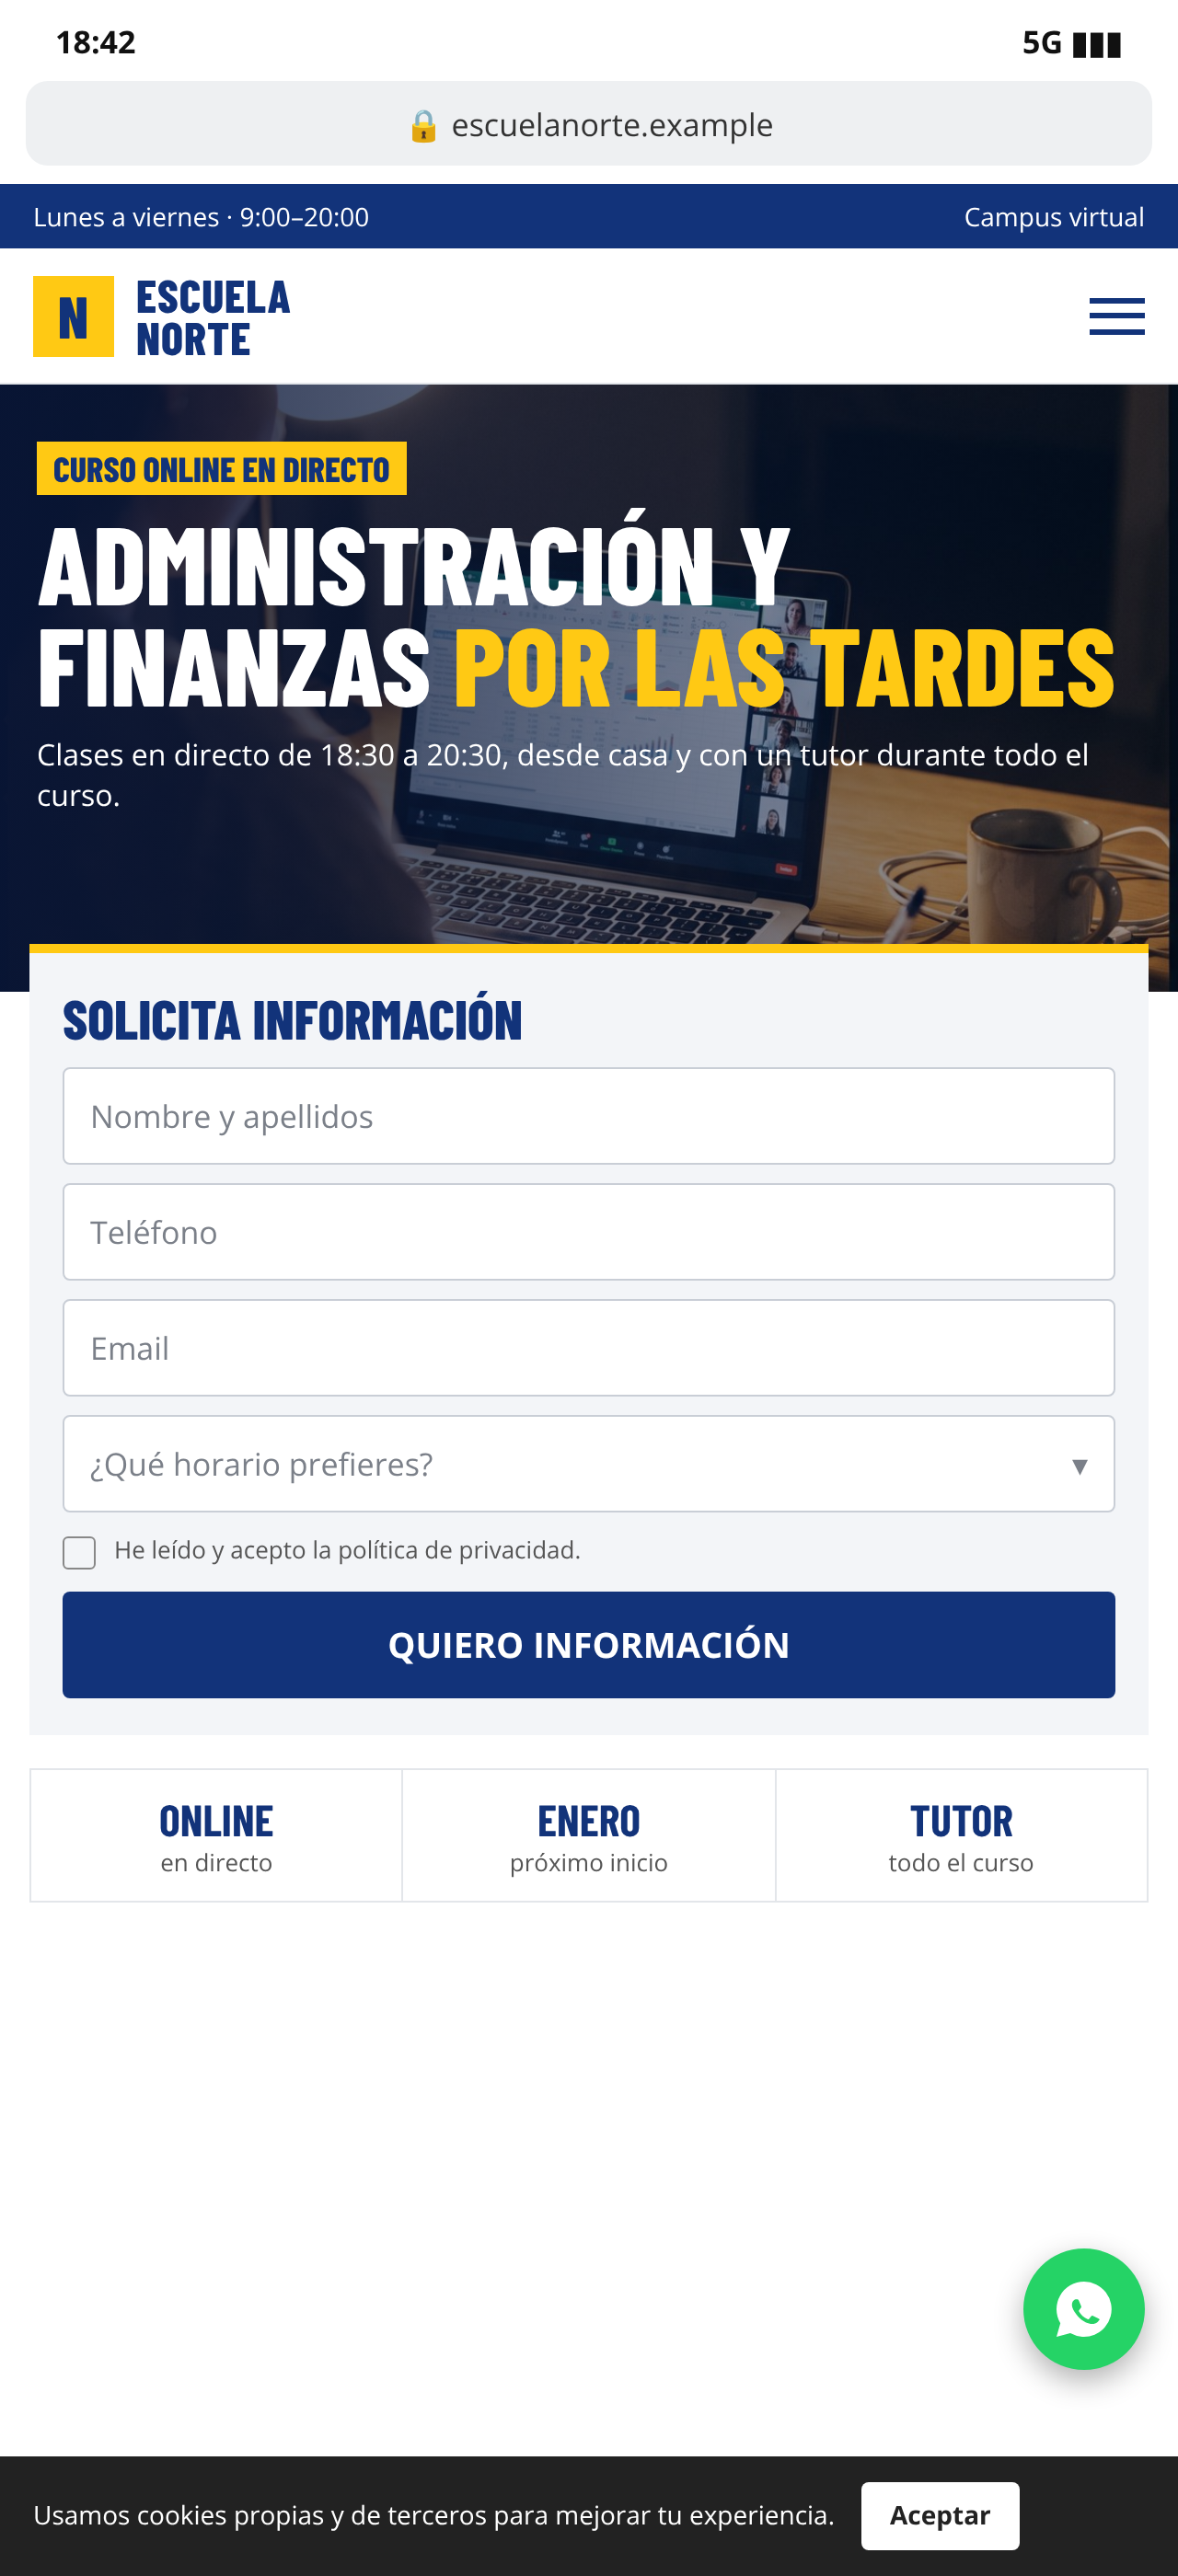 18:42
5G
escuelanorte.example
Lunes a viernes · 9:00–20:00
Campus virtual
N
ESCUELA
NORTE
CURSO ONLINE EN DIRECTO
ADMINISTRACIÓN Y
FINANZAS POR LAS TARDES
Clases en directo de 18:30 a 20:30, desde casa y con un tutor durante todo el
curso.
SOLICITA INFORMACIÓN
Nombre y apellidos
Teléfono
Email
¿Qué horario prefieres?
He leído y acepto la política de privacidad.
QUIERO INFORMACIÓN
ONLINE
en directo
ENERO
próximo inicio
TUTOR
todo el curso
Usamos cookies propias y de terceros para mejorar tu experiencia.
Aceptar